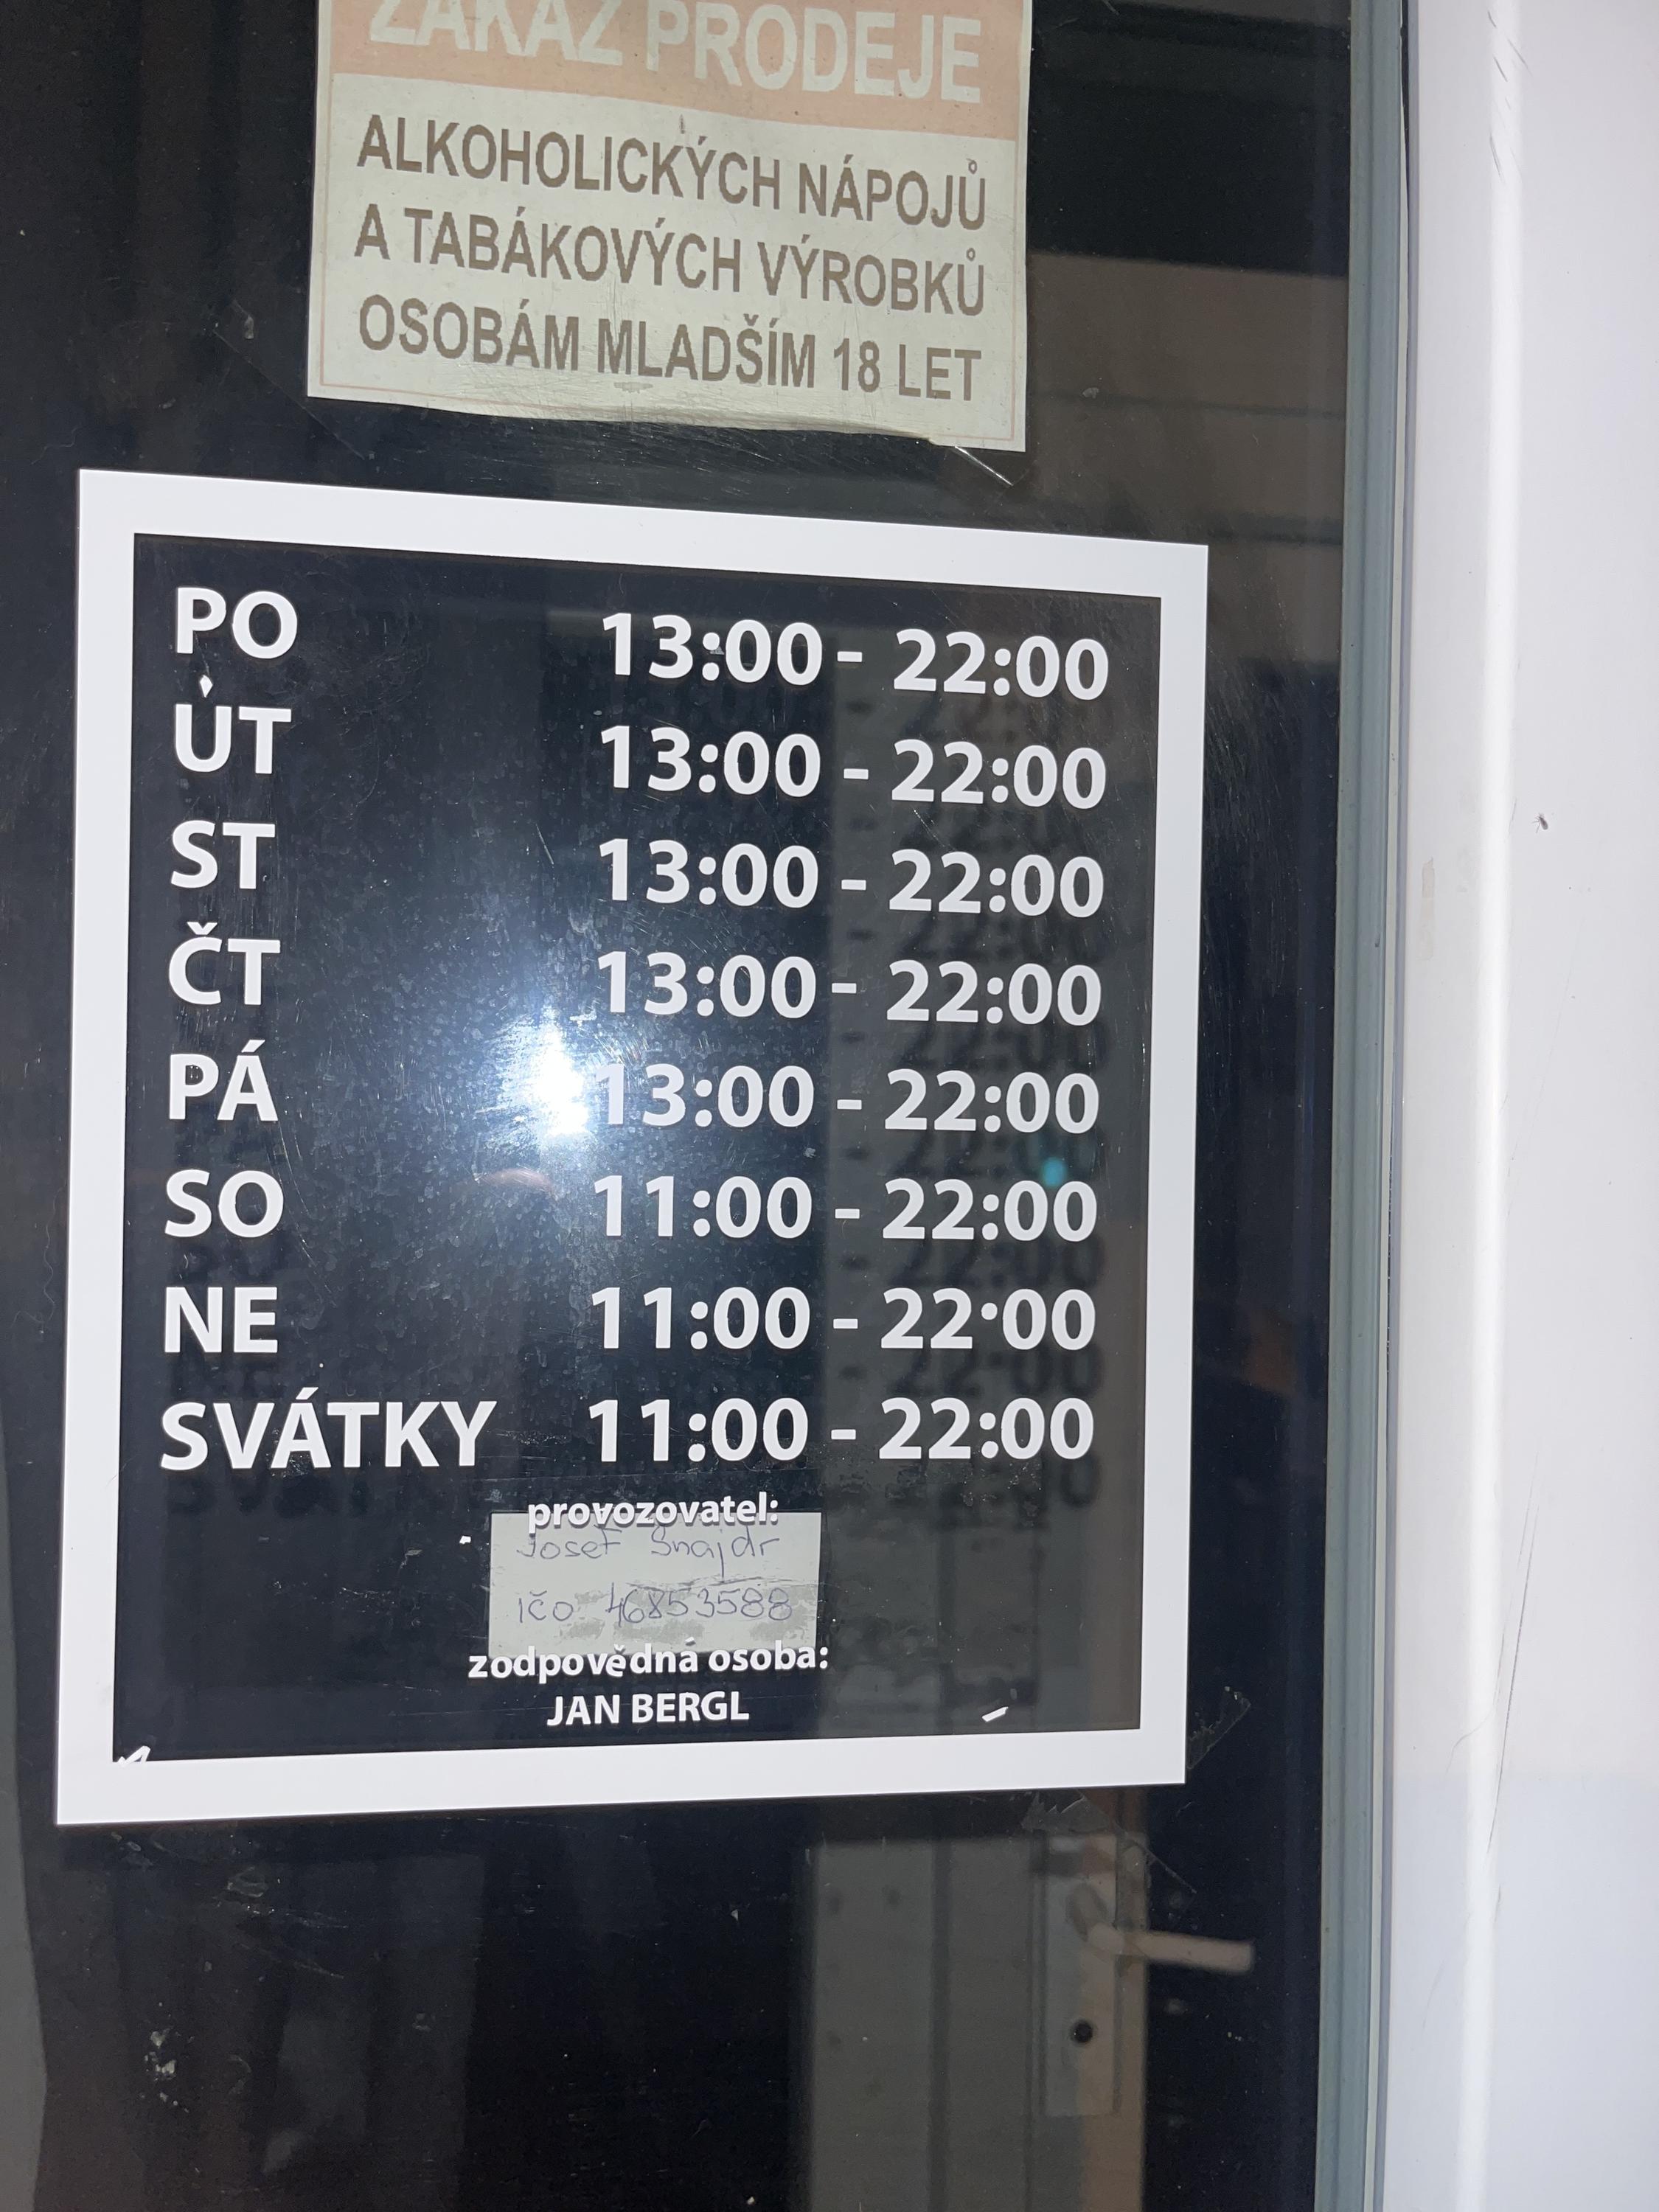 ZÁKAZ PRODEJE
ALKOHOLICKÝCH NÁPOJŮ
A TABÁKOVÝCH VÝROBKŮ
OSOBÁM MLADŠÍM 18 LET
PO 13:00 - 22:00
ÚT 13:00 - 22:00
ST 13:00 - 22:00
ČT 13:00 - 22:00
PÁ 13:00 - 22:00
SO 11:00 - 22:00
NE 11:00 - 22:00
SVÁTKY 11:00 - 22:00
provozovatel:
Josef Šnajdr
IČO 46853588
zodpovědná osoba:
JAN BERGL